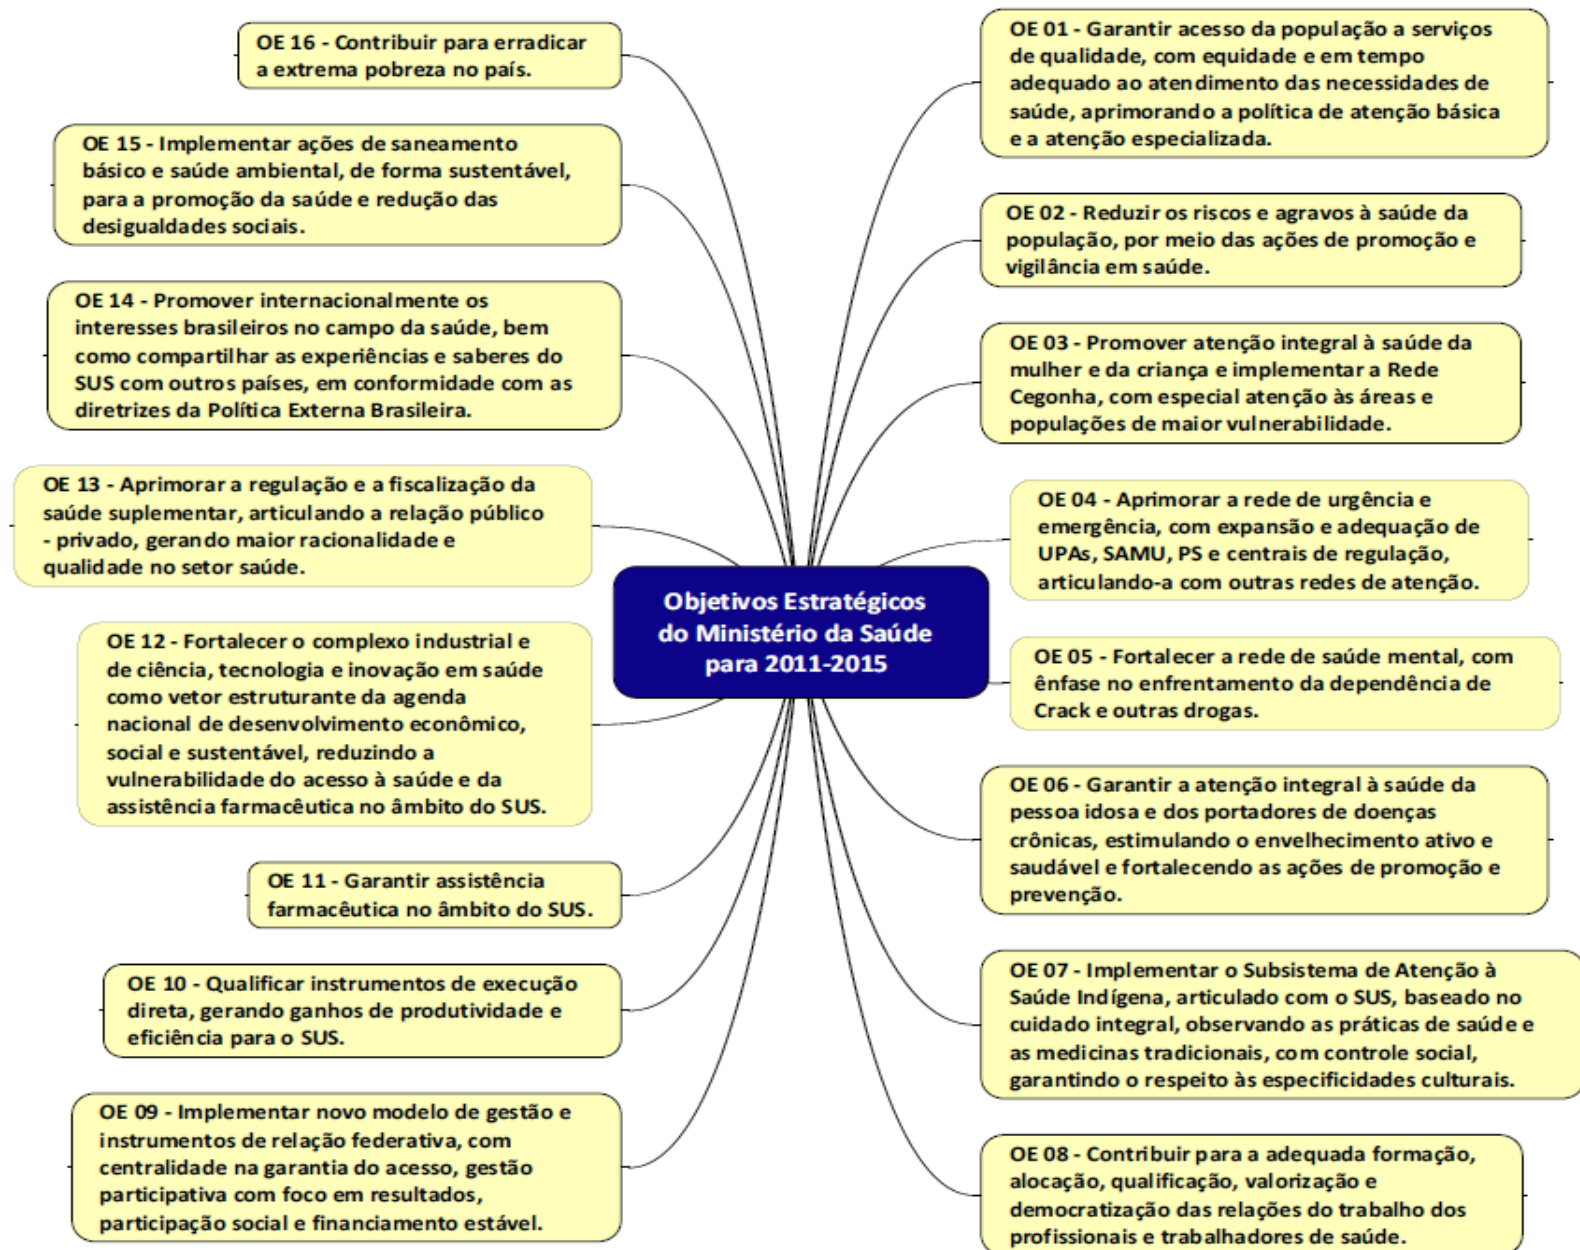 Objetivos Estratégicos
do Ministério da Saúde
para 2011-2015
OE 01 - Garantir acesso da população a serviços
de qualidade, com equidade e em tempo
adequado ao atendimento das necessidades de
saúde, aprimorando a política de atenção básica
e a atenção especializada.
OE 02 - Reduzir os riscos e agravos à saúde da
população, por meio das ações de promoção e
vigilância em saúde.
OE 03 - Promover atenção integral à saúde da
mulher e da criança e implementar a Rede
Cegonha, com especial atenção às áreas e
populações de maior vulnerabilidade.
OE 04 - Aprimorar a rede de urgência e
emergência, com expansão e adequação de
UPAs, SAMU, PS e centrais de regulação,
articulando-a com outras redes de atenção.
OE 05 - Fortalecer a rede de saúde mental, com
ênfase no enfrentamento da dependência de
Crack e outras drogas.
OE 06 - Garantir a atenção integral à saúde da
pessoa idosa e dos portadores de doenças
crônicas, estimulando o envelhecimento ativo e
saudável e fortalecendo as ações de promoção e
prevenção.
OE 07 - Implementar o Subsistema de Atenção à
Saúde Indígena, articulado com o SUS, baseado no
cuidado integral, observando as práticas de saúde e
as medicinas tradicionais, com controle social,
garantindo o respeito às especificidades culturais.
OE 08 - Contribuir para a adequada formação,
alocação, qualificação, valorização e
democratização das relações do trabalho dos
profissionais e trabalhadores de saúde.
OE 09 - Implementar novo modelo de gestão e
instrumentos de relação federativa, com
centralidade na garantia do acesso, gestão
participativa com foco em resultados,
participação social e financiamento estável.
OE 10 - Qualificar instrumentos de execução
direta, gerando ganhos de produtividade e
eficiência para o SUS.
OE 11 - Garantir assistência
farmacêutica no âmbito do SUS.
OE 12 - Fortalecer o complexo industrial e
de ciência, tecnologia e inovação em saúde
como vetor estruturante da agenda
nacional de desenvolvimento econômico,
social e sustentável, reduzindo a
vulnerabilidade do acesso à saúde e da
assistência farmacêutica no âmbito do SUS.
OE 13 - Aprimorar a regulação e a fiscalização da
saúde suplementar, articulando a relação público
- privado, gerando maior racionalidade e
qualidade no setor saúde.
OE 14 - Promover internacionalmente os
interesses brasileiros no campo da saúde, bem
como compartilhar as experiências e saberes do
SUS com outros países, em conformidade com as
diretrizes da Política Externa Brasileira.
OE 15 - Implementar ações de saneamento
básico e saúde ambiental, de forma sustentável,
para a promoção da saúde e redução das
desigualdades sociais.
OE 16 - Contribuir para erradicar
a extrema pobreza no país.